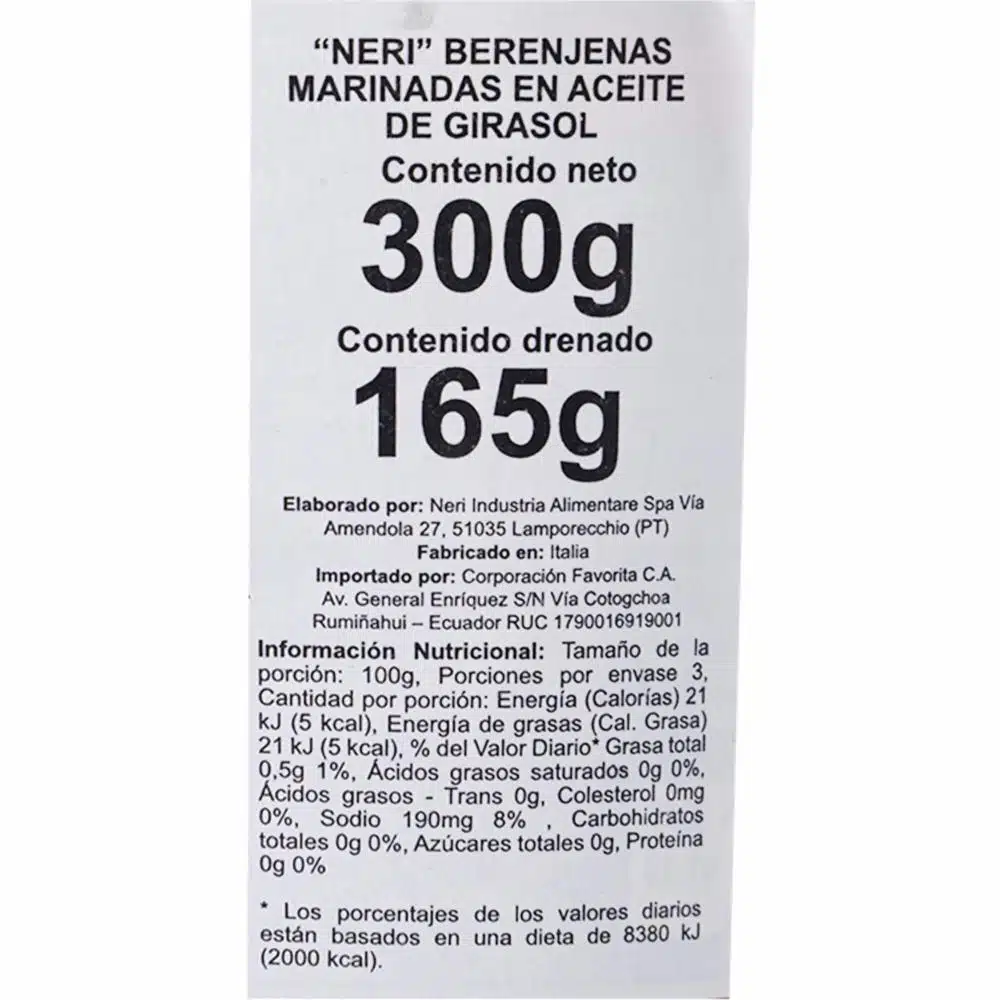 “NERI” BERENJENAS
MARINADAS EN ACEITE
DE GIRASOL
Contenido neto
300g
Contenido drenado
165g
Elaborado por: Neri Industria Alimentare Spa Vía
Amendola 27, 51035 Lamporecchio (PT)
Fabricado en: Italia
Importado por: Corporación Favorita C.A.
Av. General Enríquez S/N Vía Cotogchoa
Rumiñahui – Ecuador RUC 1790016919001
Información Nutricional: Tamaño de la
porción: 100g, Porciones por envase 3,
Cantidad por porción: Energía (Calorías) 21
kJ (5 kcal), Energía de grasas (Cal. Grasa)
21 kJ (5 kcal), % del Valor Diario* Grasa total
0,5g 1%, Ácidos grasos saturados 0g 0%,
Ácidos grasos - Trans 0g, Colesterol 0mg
0%, Sodio 190mg 8% , Carbohidratos
totales 0g 0%, Azúcares totales 0g, Proteína
0g 0%
* Los porcentajes de los valores diarios
están basados en una dieta de 8380 kJ
(2000 kcal).